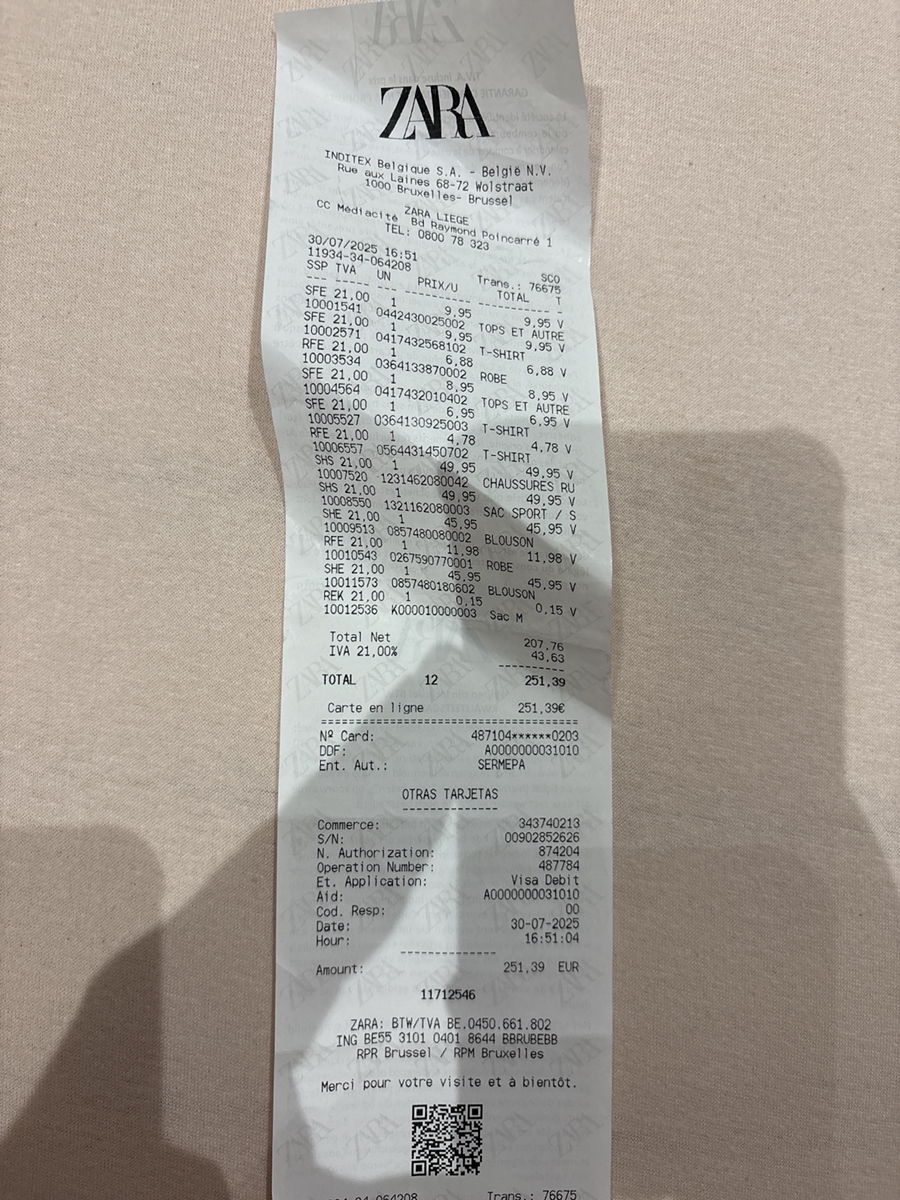 ZARA
INDITEX Belgique S.A. - België N.V.
Rue aux Laines 68-72 Wolstraat
1000 Bruxelles- Brussel
ZARA LIEGE
CC Médiacité Bd Raymond Poincarré 1
TEL: 0800 78 323
30/07/2025 16:51 SCO
11934-34-064208 Trans.: 76675
SSP TVA UN PRIX/U TOTAL T
--- ----- --- ---------- ----------- -
SFE 21,00 1 9,95 9,95 V
10001541 0442430025002 TOPS ET AUTRE
SFE 21,00 1 9,95 9,95 V
10002571 0417432568102 T-SHIRT
RFE 21,00 1 6,88 6,88 V
10003534 0364133870002 ROBE
SFE 21,00 1 8,95 8,95 V
10004564 0417432010402 TOPS ET AUTRE
SFE 21,00 1 6,95 6,95 V
10005527 0364130925003 T-SHIRT
RFE 21,00 1 4,78 4,78 V
10006557 0564431450702 T-SHIRT
SHS 21,00 1 49,95 49,95 V
10007520 1231462080042 CHAUSSURES RU
SHS 21,00 1 49,95 49,95 V
10008550 1321162080003 SAC SPORT / S
SHE 21,00 1 45,95 45,95 V
10009513 0857480080002 BLOUSON
RFE 21,00 1 11,98 11,98 V
10010543 0267590770001 ROBE
SHE 21,00 1 45,95 45,95 V
10011573 0857480180602 BLOUSON
REK 21,00 1 0,15 0,15 V
10012536 K000010000003 Sac M
Total Net 207,76
IVA 21,00% 43,63
-----------
TOTAL 12 251,39
Carte en ligne 251,39€
========================================
Nº Card: 487104******0203
DDF: A0000000031010
Ent. Aut.: SERMEPA
OTRAS TARJETAS
--------------
Commerce: 343740213
S/N: 00902852626
N. Authorization: 874204
Operation Number: 487784
Et. Application: Visa Debit
Aid: A0000000031010
Cod. Resp: 00
Date: 30-07-2025
Hour: 16:51:04
--------------
Amount: 251,39 EUR
11712546
ZARA: BTW/TVA BE.0450.661.802
ING BE55 3101 0401 8644 BBRUBEBB
RPR Brussel / RPM Bruxelles
Merci pour votre visite et à bientôt.
34-064208 Trans.: 76675